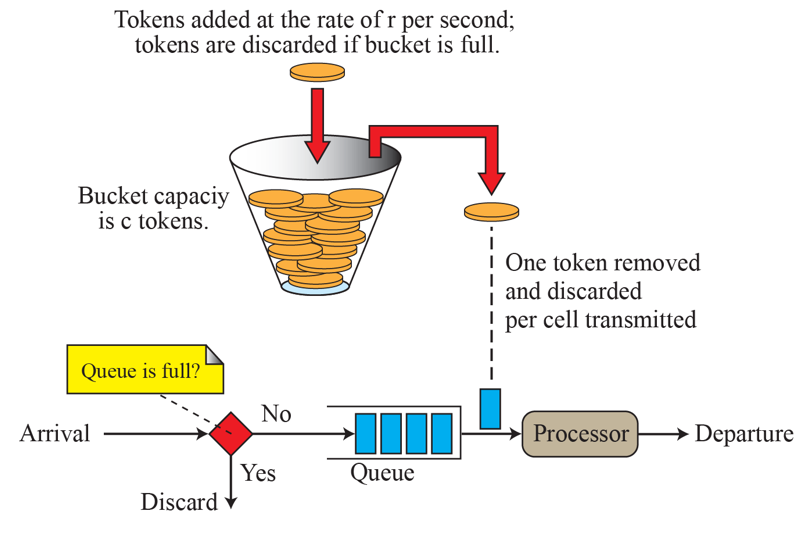 Tokens added at the rate of r per second;
tokens are discarded if bucket is full.
Bucket capaciy
is c tokens.
One token removed
and discarded
per cell transmitted
Queue is full?
Arrival
No
Yes
Discard
Queue
Processor
Departure